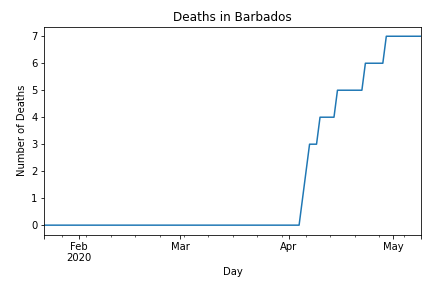 Deaths in Barbados
7
6
5
4
3
2
1
0
Number of Deaths
Feb
2020
Mar
Apr
May
Day